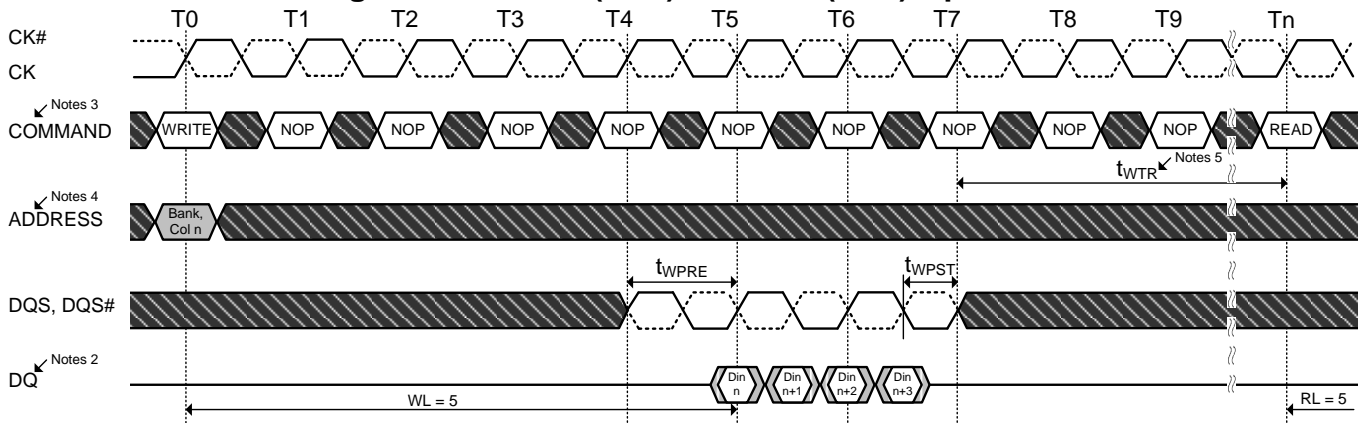 T0 T1 T2 T3 T4 T5 T6 T7 T8 T9 Tn
CK#
CK
Notes 3
COMMAND WRITE NOP NOP NOP NOP NOP NOP NOP NOP NOP READ
tWTR Notes 5
Notes 4
ADDRESS Bank, Col n
tWPRE tWPST
DQS, DQS#
Notes 2
DQ Din n Din n+1 Din n+2 Din n+3
WL = 5 RL = 5